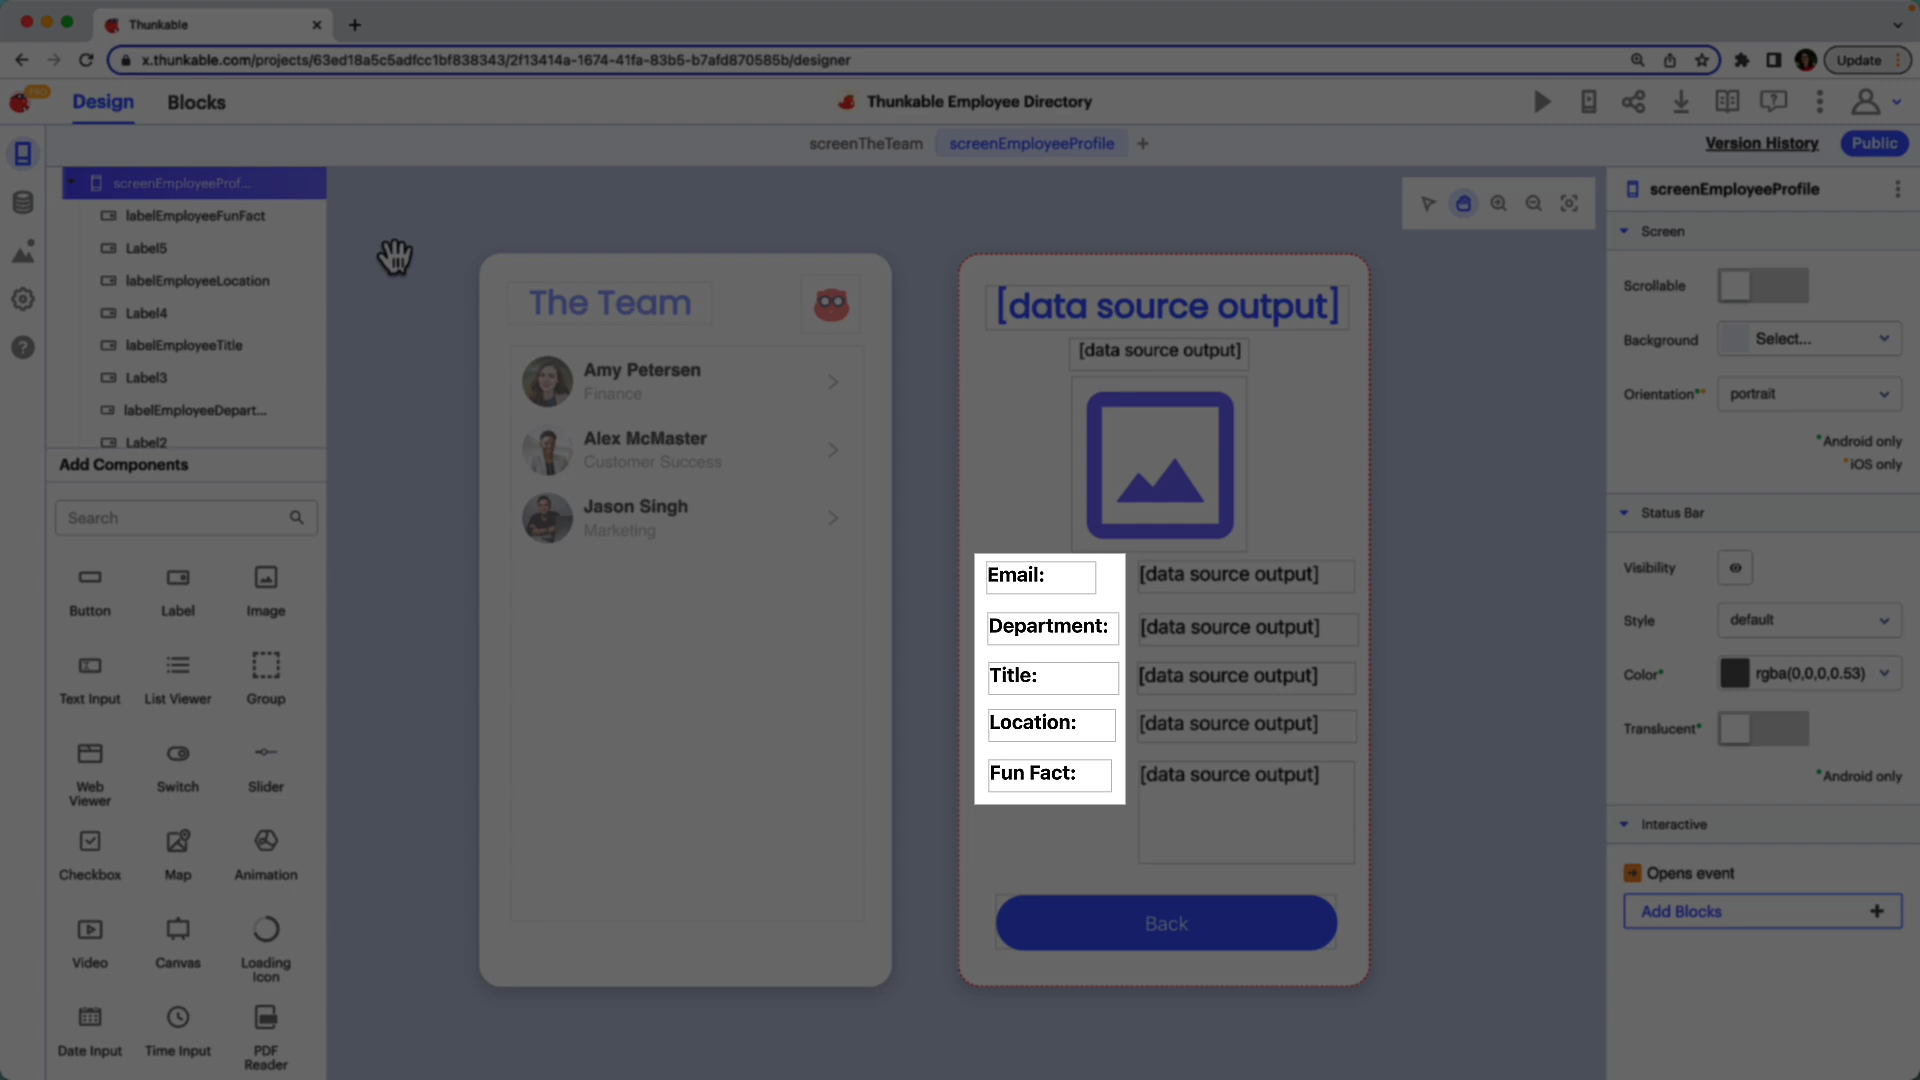 Thunkable
x.thunkable.com/projects/63ed18a5c5adfcc1bf838343/2f13414a-1674-41fa-83b5-b7afd870585b/designer
Update
PRO
Design
Blocks
Thunkable Employee Directory
screenTheTeam
screenEmployeeProfile
Version History
Public
screenEmployeeProf...
labelEmployeeFunFact
Label5
labelEmployeeLocation
Label4
labelEmployeeTitle
Label3
labelEmployeeDepart...
Label2
Add Components
Search
Button
Label
Image
Text Input
List Viewer
Group
Web Viewer
Switch
Slider
Checkbox
Map
Animation
Video
Canvas
Loading Icon
Date Input
Time Input
PDF Reader
The Team
Amy Petersen
Finance
Alex McMaster
Customer Success
Jason Singh
Marketing
[data source output]
[data source output]
Email:
[data source output]
Department:
[data source output]
Title:
[data source output]
Location:
[data source output]
Fun Fact:
[data source output]
Back
screenEmployeeProfile
Screen
Scrollable
Background
Select...
Orientation**
portrait
*Android only
*iOS only
Status Bar
Visibility
Style
default
Color*
rgba(0,0,0,0.53)
Translucent*
*Android only
Interactive
Opens event
Add Blocks